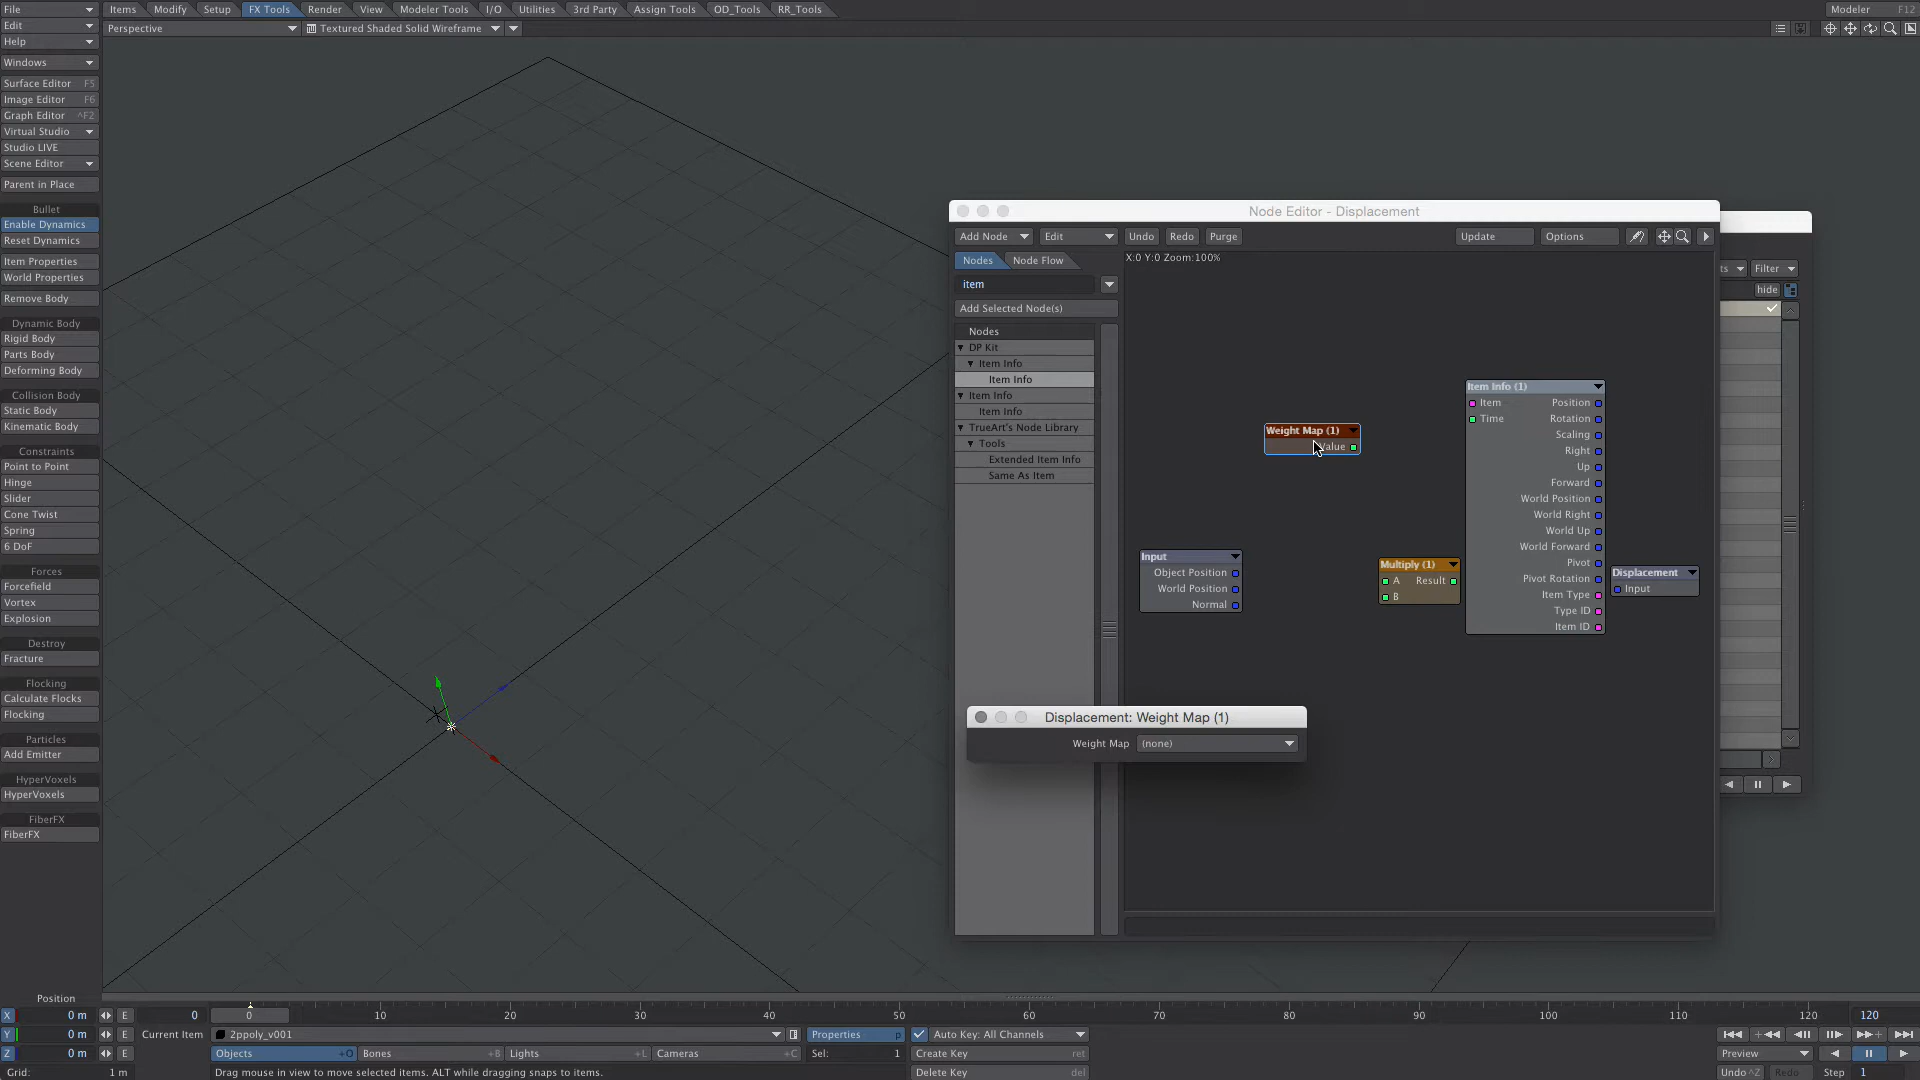 File Items Modify Setup FX Tools Render View Modeler Tools I/O Utilities 3rd Party Assign Tools OD_Tools RR_Tools Modeler F12
Edit Perspective Textured Shaded Solid Wireframe
Help
Windows
Surface Editor F5
Image Editor F6
Graph Editor ^F2
Virtual Studio
Studio LIVE
Scene Editor
Parent in Place
Bullet
Enable Dynamics
Reset Dynamics
Item Properties
World Properties
Remove Body
Dynamic Body
Rigid Body
Parts Body
Deforming Body
Collision Body
Static Body
Kinematic Body
Constraints
Point to Point
Hinge
Slider
Cone Twist
Spring
6 DoF
Forces
Forcefield
Vortex
Explosion
Destroy
Fracture
Flocking
Calculate Flocks
Flocking
Particles
Add Emitter
HyperVoxels
HyperVoxels
FiberFX
FiberFX
Node Editor - Displacement
Add Node Edit Undo Redo Purge Update Options
Nodes Node Flow X:0 Y:0 Zoom:100%
item
Add Selected Node(s)
Nodes
DP Kit
Item Info
Item Info
Item Info
Item Info
TrueArt's Node Library
Tools
Extended Item Info
Same As Item
ts Filter
hide
Weight Map (1)
Value
Input
Object Position
World Position
Normal
Multiply (1)
A Result
B
Item Info (1)
Item Position
Time Rotation
Scaling
Right
Up
Forward
World Position
World Right
World Up
World Forward
Pivot
Pivot Rotation
Item Type
Type ID
Item ID
Displacement
Input
Displacement: Weight Map (1)
Weight Map (none)
Position
X 0 m E 0 0 10 20 30 40 50 60 70 80 90 100 110 120 120
Y 0 m E Current Item 2ppoly_v001 Properties p Auto Key: All Channels
Z 0 m E Objects +O Bones +B Lights +L Cameras +C Sel: 1 Create Key ret Preview
Grid: 1 m Drag mouse in view to move selected items. ALT while dragging snaps to items. Delete Key del Undo ^Z Redo Step 1